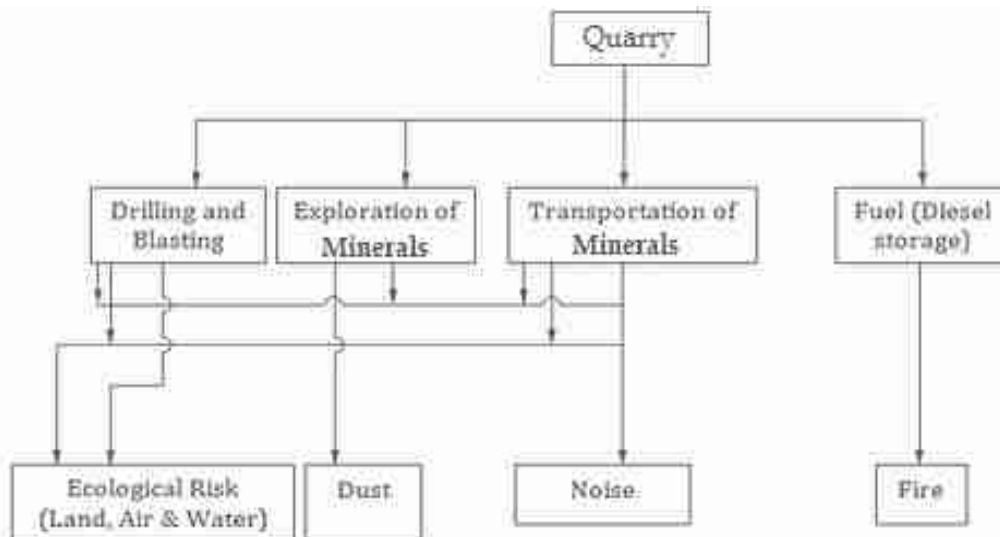 Quarry
Drilling and
Blasting
Exploration of
Minerals
Transportation of
Minerals
Fuel (Diesel
storage)
Ecological Risk
(Land, Air & Water)
Dust
Noise
Fire